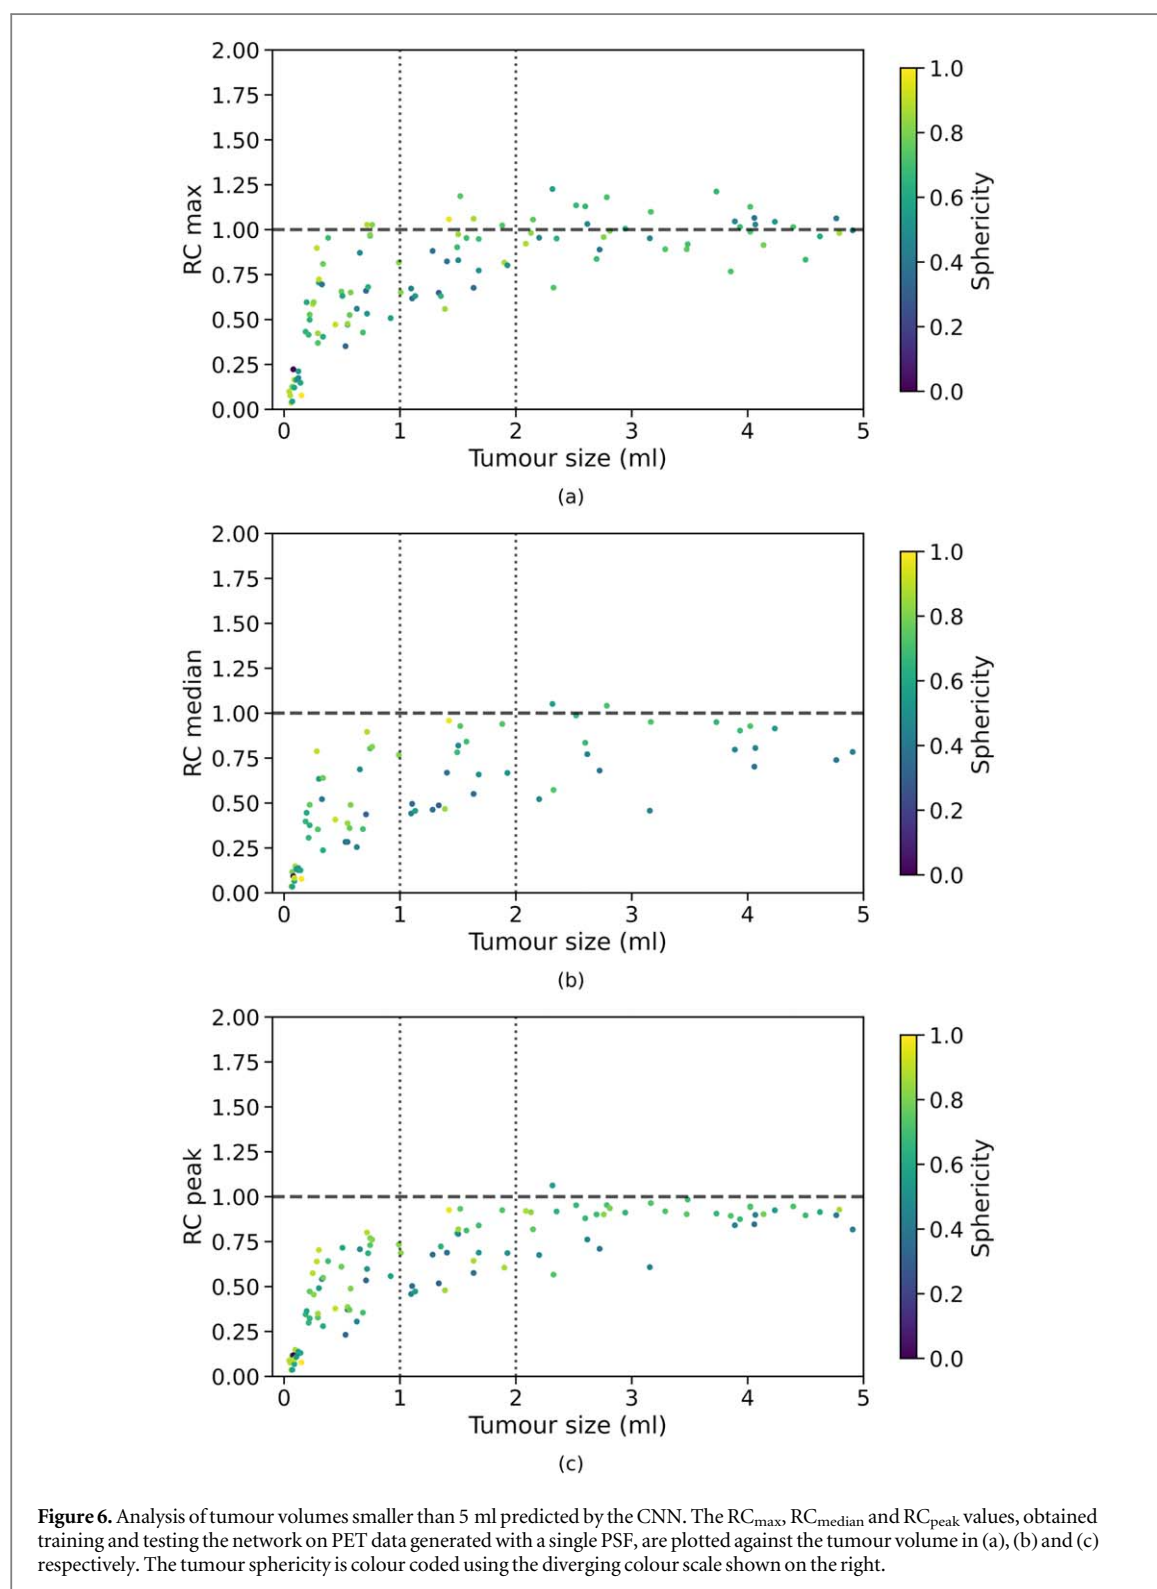 2.00
1.75
1.50
1.25
1.00
0.75
0.50
0.25
0.00
RC max
0 1 2 3 4 5
Tumour size (ml)
1.0
0.8
0.6
0.4
0.2
0.0
Sphericity
(a)
2.00
1.75
1.50
1.25
1.00
0.75
0.50
0.25
0.00
RC median
0 1 2 3 4 5
Tumour size (ml)
1.0
0.8
0.6
0.4
0.2
0.0
Sphericity
(b)
2.00
1.75
1.50
1.25
1.00
0.75
0.50
0.25
0.00
RC peak
0 1 2 3 4 5
Tumour size (ml)
1.0
0.8
0.6
0.4
0.2
0.0
Sphericity
(c)
Figure 6. Analysis of tumour volumes smaller than 5 ml predicted by the CNN. The RCmax, RCmedian and RCpeak values, obtained
training and testing the network on PET data generated with a single PSF, are plotted against the tumour volume in (a), (b) and (c)
respectively. The tumour sphericity is colour coded using the diverging colour scale shown on the right.